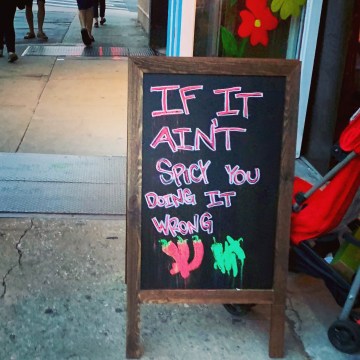 IF IT
AIN'T
SPICY YOU
DOING IT
WRONG